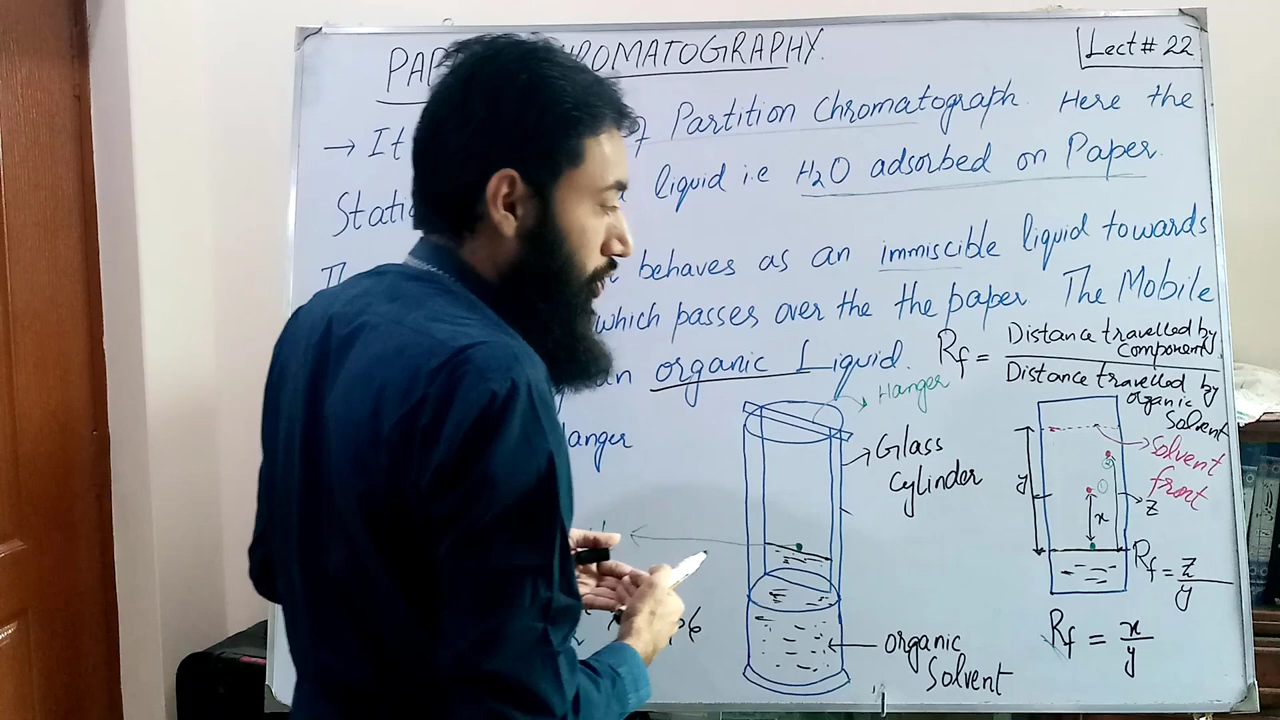 PAP ROMATOGRAPHY.
Lect # 22
→ It of Partition Chromatograph. Here the
liquid i.e H2O adsorbed on Paper.
behaves as an immiscible liquid towards
which passes over the the paper The Mobile
an organic Liquid.
Rf = Distance travelled by component
Distance travelled by organic Solvent
Hanger
Glass
Cylinder
Solvent
front
y
x
z
Rf = z/y
Rf = x/y
organic
Solvent